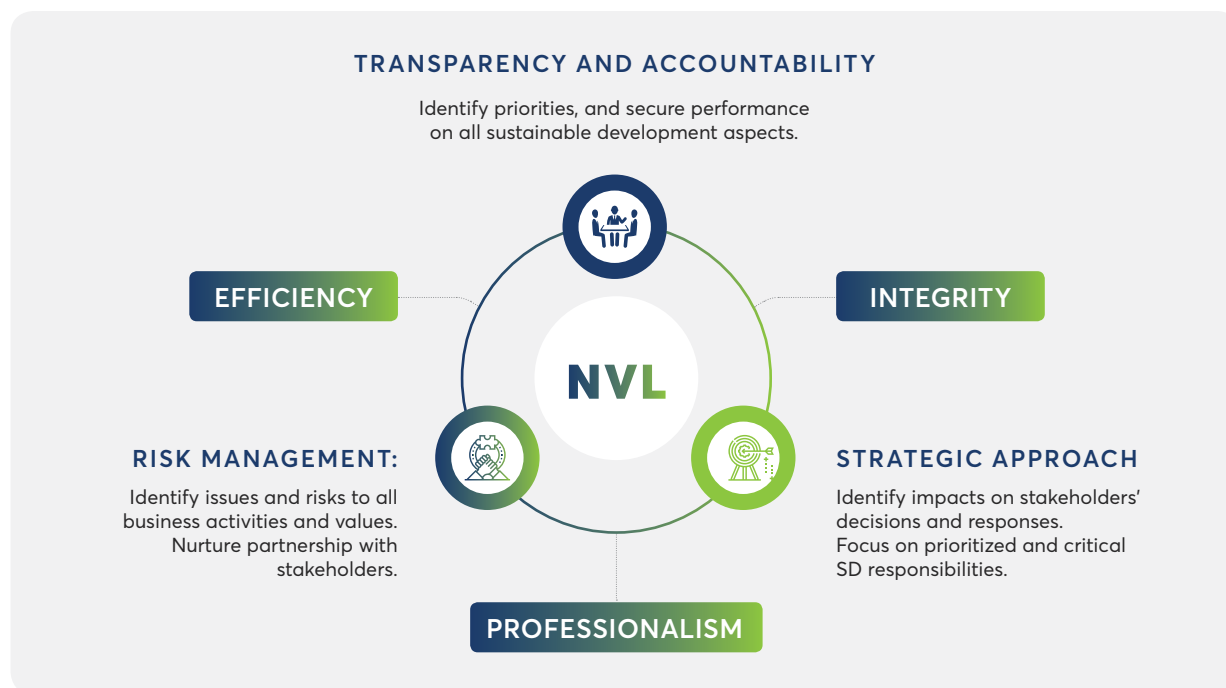 TRANSPARENCY AND ACCOUNTABILITY
Identify priorities, and secure performance
on all sustainable development aspects.
EFFICIENCY
INTEGRITY
NVL
RISK MANAGEMENT:
Identify issues and risks to all
business activities and values.
Nurture partnership with
stakeholders.
STRATEGIC APPROACH
Identify impacts on stakeholders’
decisions and responses.
Focus on prioritized and critical
SD responsibilities.
PROFESSIONALISM